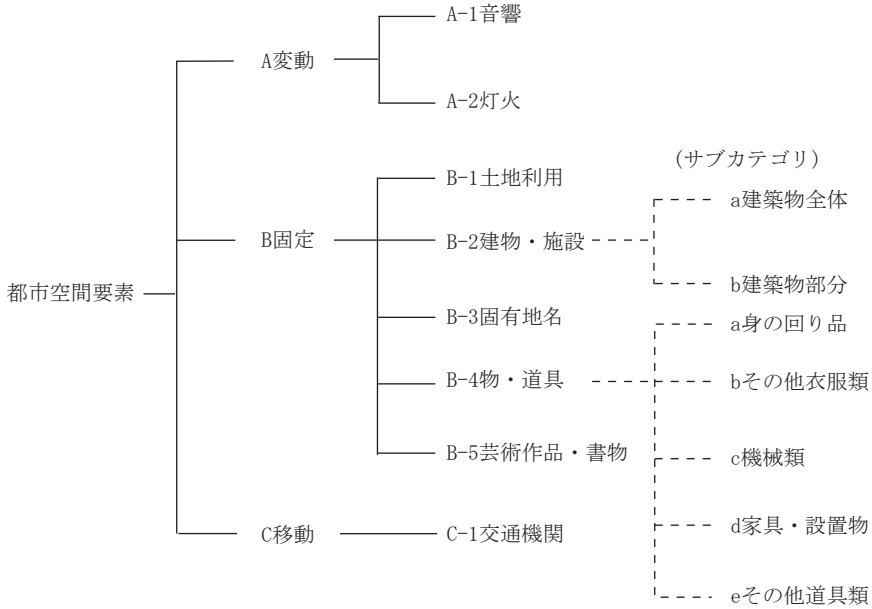 A-1音響
A変動
A-2灯火
(サブカテゴリ)
B-1土地利用
a建築物全体
B固定
B-2建物・施設
都市空間要素
b建築物部分
B-3固有地名
a身の回り品
B-4物・道具
bその他衣服類
B-5芸術作品・書物
c機械類
C移動
C-1交通機関
d家具・設置物
eその他道具類